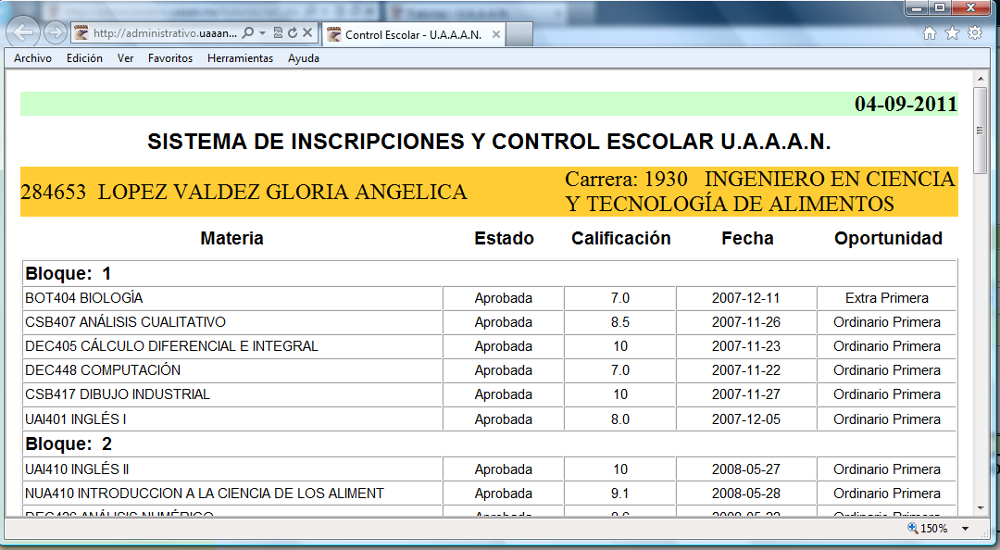 http://administrativo.uaaan...
Control Escolar - U.A.A.A.N.
Archivo Edición Ver Favoritos Herramientas Ayuda
04-09-2011
SISTEMA DE INSCRIPCIONES Y CONTROL ESCOLAR U.A.A.A.N.
284653 LOPEZ VALDEZ GLORIA ANGELICA
Carrera: 1930 INGENIERO EN CIENCIA
Y TECNOLOGÍA DE ALIMENTOS
Materia Estado Calificación Fecha Oportunidad
Bloque: 1
BOT404 BIOLOGÍA Aprobada 7.0 2007-12-11 Extra Primera
CSB407 ANÁLISIS CUALITATIVO Aprobada 8.5 2007-11-26 Ordinario Primera
DEC405 CÁLCULO DIFERENCIAL E INTEGRAL Aprobada 10 2007-11-23 Ordinario Primera
DEC448 COMPUTACIÓN Aprobada 7.0 2007-11-22 Ordinario Primera
CSB417 DIBUJO INDUSTRIAL Aprobada 10 2007-11-27 Ordinario Primera
UAI401 INGLÉS I Aprobada 8.0 2007-12-05 Ordinario Primera
Bloque: 2
UAI410 INGLÉS II Aprobada 10 2008-05-27 Ordinario Primera
NUA410 INTRODUCCION A LA CIENCIA DE LOS ALIMENT Aprobada 9.1 2008-05-28 Ordinario Primera
ANÁLISIS NUMÉRICO Aprobada Ordinario Primera
150%